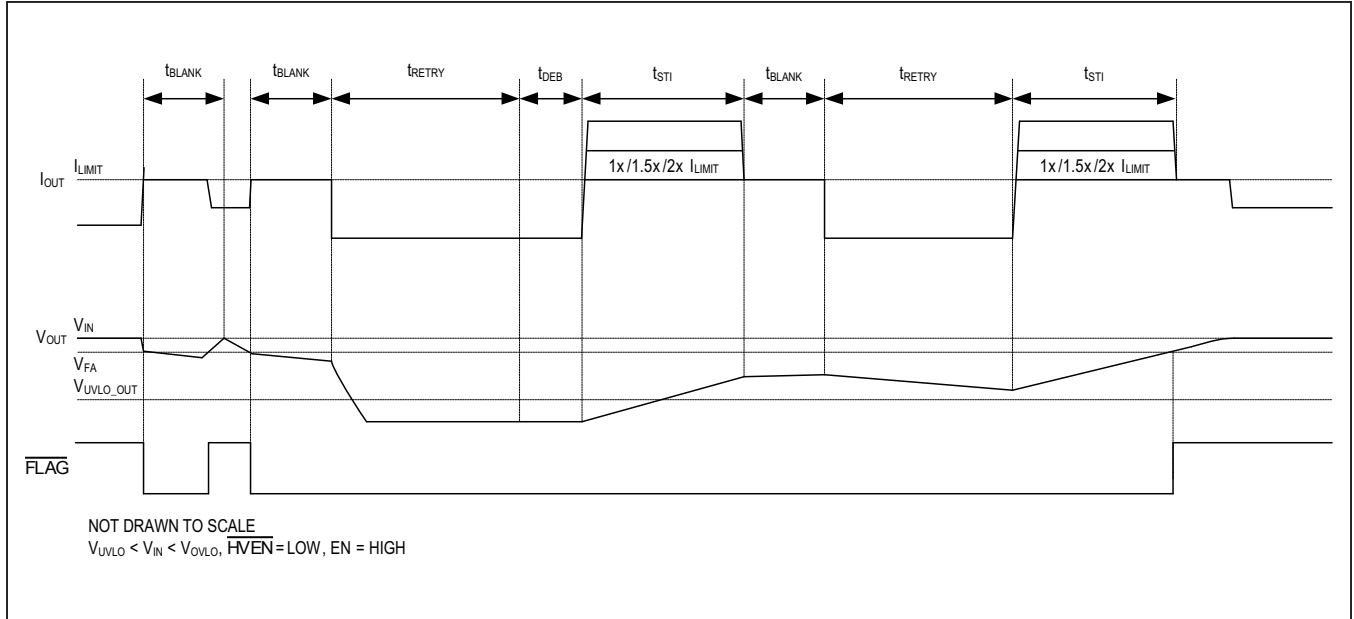 tBLANK tBLANK tRETRY tDEB tSTI tBLANK tRETRY tSTI
ILIMIT
IOUT
1x/1.5x/2x ILIMIT 1x/1.5x/2x ILIMIT
VIN
VOUT
VFA
VUVLO_OUT
FLAG
NOT DRAWN TO SCALE
VUVLO < VIN < VOVLO, HVEN = LOW, EN = HIGH